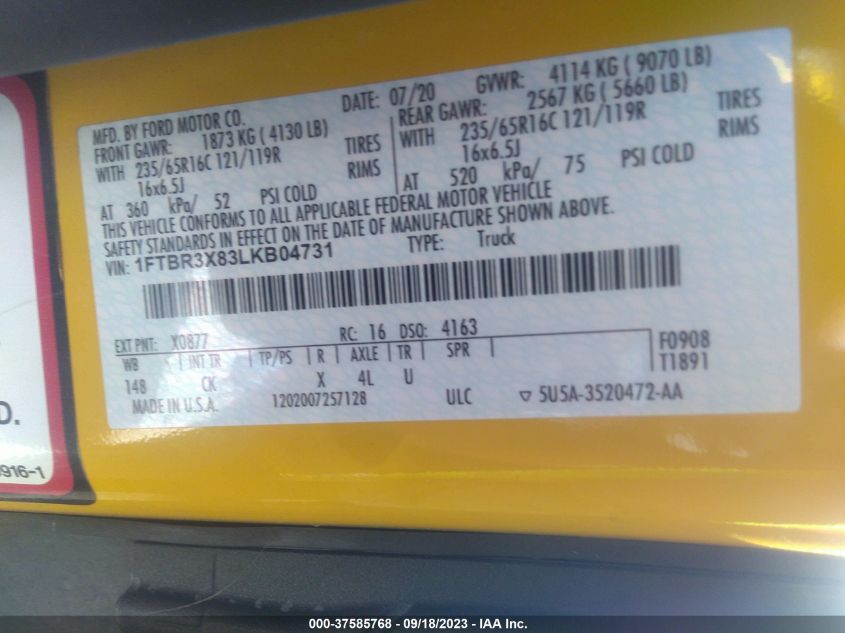 MFD. BY FORD MOTOR CO.
DATE: 07/20 GVWR: 4114 KG ( 9070 LB)
FRONT GAWR: 1873 KG ( 4130 LB)
REAR GAWR: 2567 KG ( 5660 LB)
WITH 235/65R16C 121/119R TIRES
WITH 235/65R16C 121/119R TIRES
16x6.5J RIMS
16x6.5J RIMS
AT 360 kPa/ 52 PSI COLD
AT 520 kPa/ 75 PSI COLD
THIS VEHICLE CONFORMS TO ALL APPLICABLE FEDERAL MOTOR VEHICLE
SAFETY STANDARDS IN EFFECT ON THE DATE OF MANUFACTURE SHOWN ABOVE.
VIN: 1FTBR3X83LKB04731 TYPE: Truck
EXT PNT: X0877 RC: 16 DSO: 4163
WB INT TR TP/PS R AXLE TR SPR F0908
148 CK X 4L U T1891
MADE IN U.S.A. 1202007257128 ULC 5U5A-3520472-AA
D.
916-1
000-37585768 - 09/18/2023 - IAA Inc.